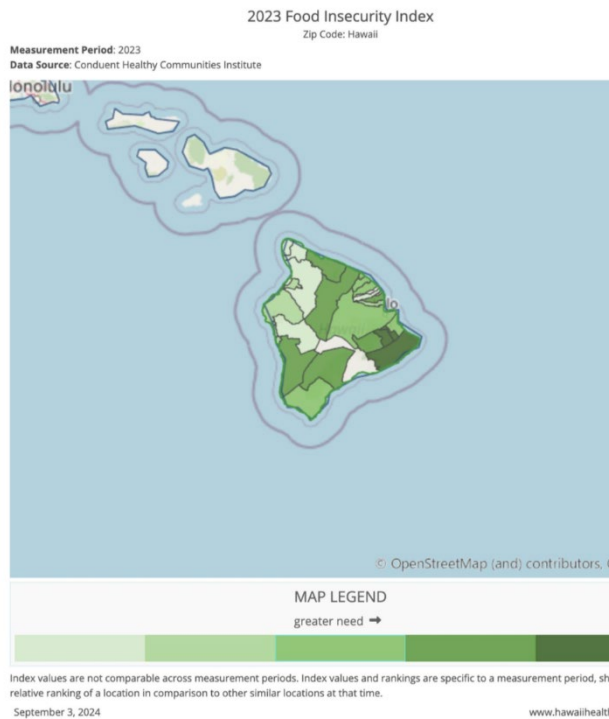 2023 Food Insecurity Index
Zip Code: Hawaii
Measurement Period: 2023
Data Source: Conduent Healthy Communities Institute
lonolulu
lo
Hawaii
© OpenStreetMap (and) contributors,
MAP LEGEND
greater need →
Index values are not comparable across measurement periods. Index values and rankings are specific to a measurement period, sh
relative ranking of a location in comparison to other similar locations at that time.
September 3, 2024
www.hawaiihealth